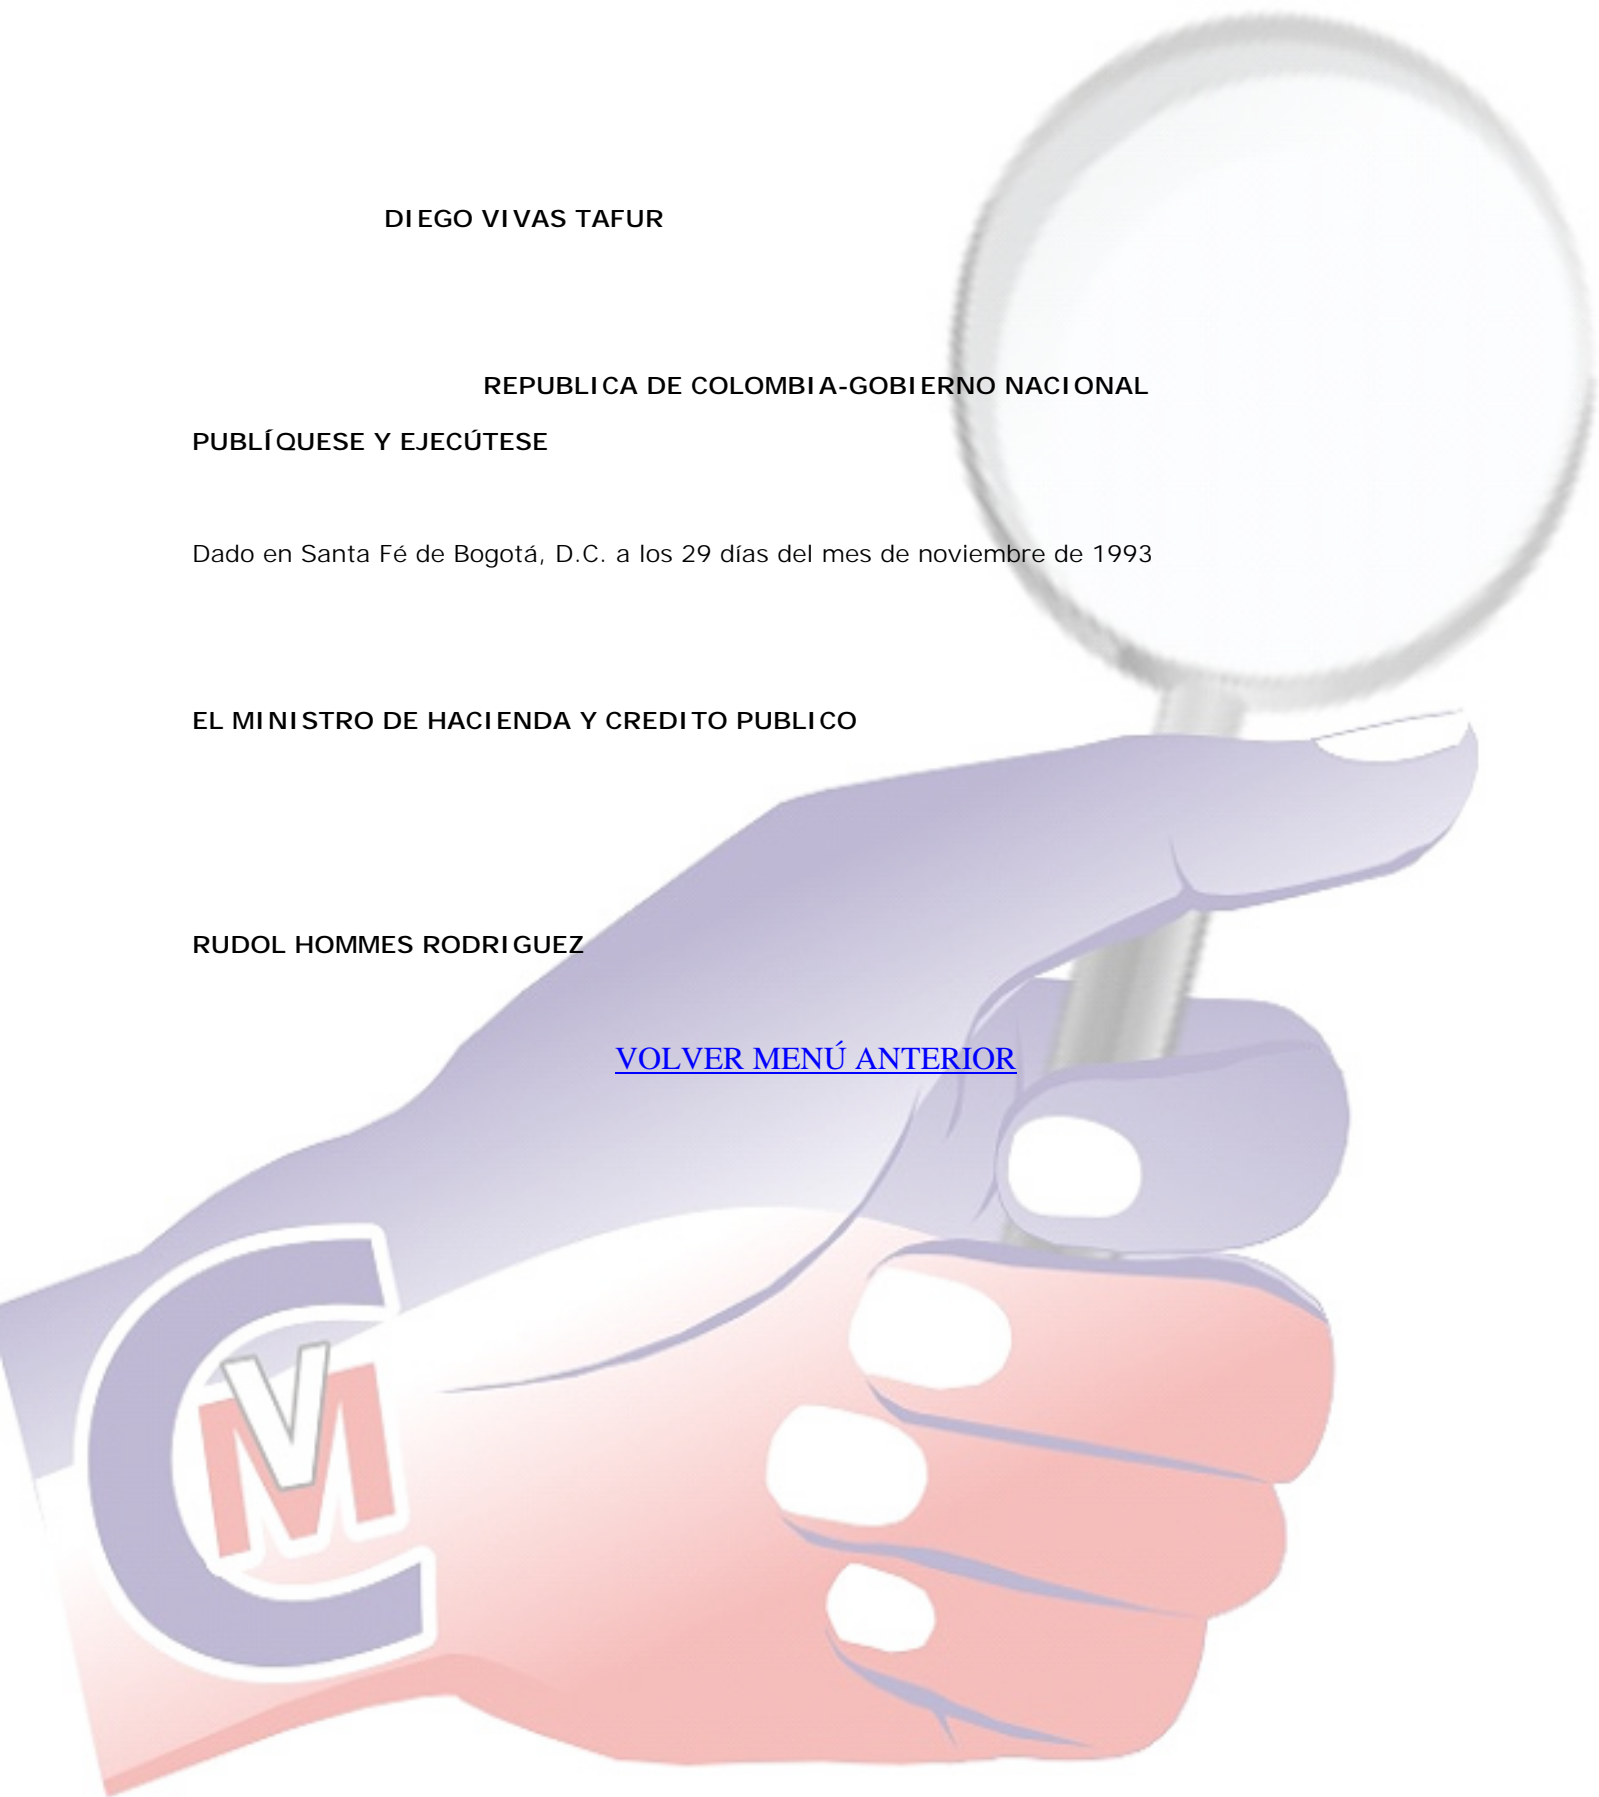 DIEGO VIVAS TAFUR
REPUBLICA DE COLOMBIA-GOBIERNO NACIONAL
PUBLÍQUESE Y EJECÚTESE
Dado en Santa Fé de Bogotá, D.C. a los 29 días del mes de noviembre de 1993
EL MINISTRO DE HACIENDA Y CREDITO PUBLICO
RUDOL HOMMES RODRIGUEZ
VOLVER MENÚ ANTERIOR
CVM